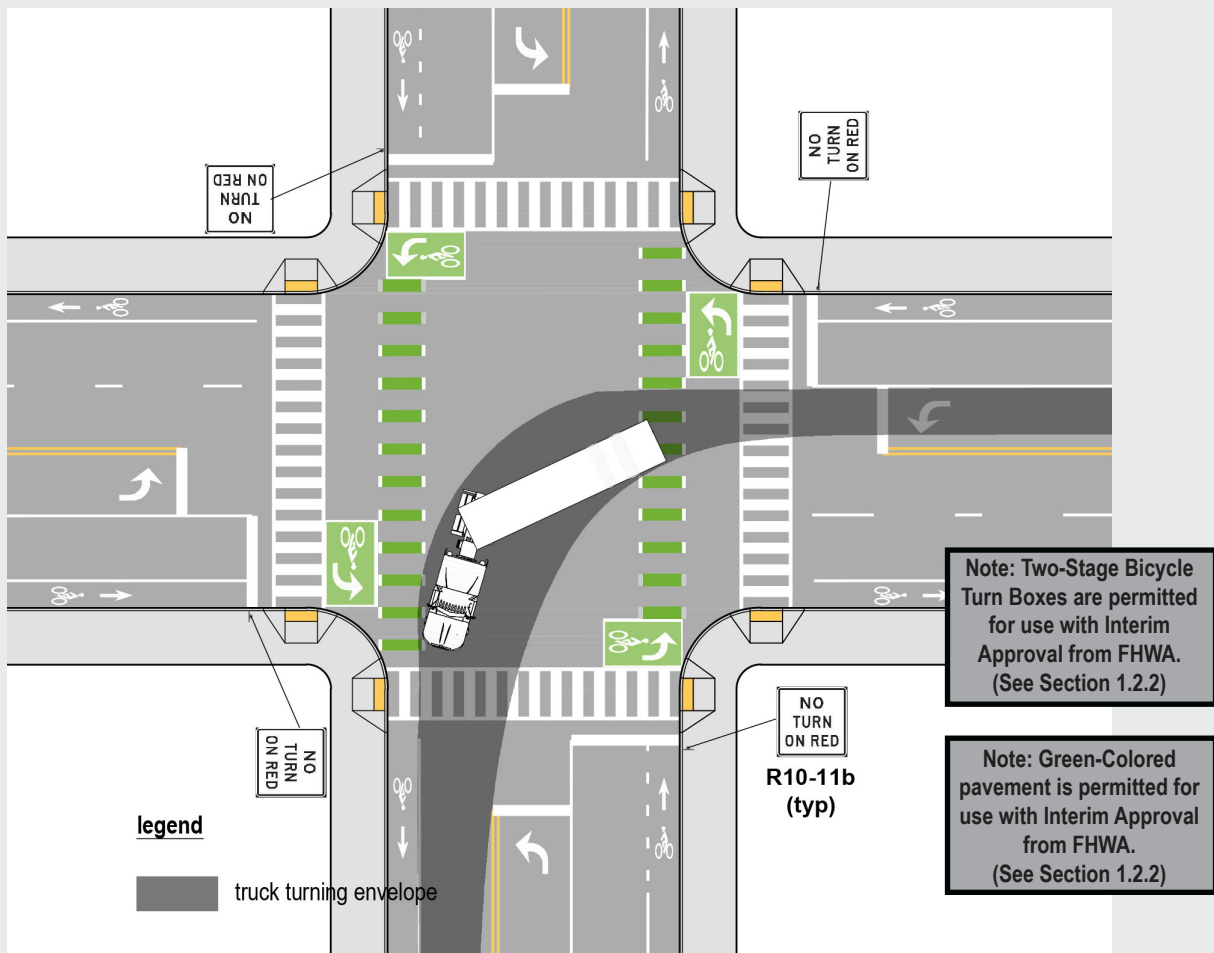 NO
TURN
ON RED
NO
TURN
ON RED
Note: Two-Stage Bicycle
Turn Boxes are permitted
for use with Interim
Approval from FHWA.
(See Section 1.2.2)
NO
TURN
ON RED
NO
TURN
ON RED
R10-11b
(typ)
Note: Green-Colored
pavement is permitted for
use with Interim Approval
from FHWA.
(See Section 1.2.2)
legend
truck turning envelope